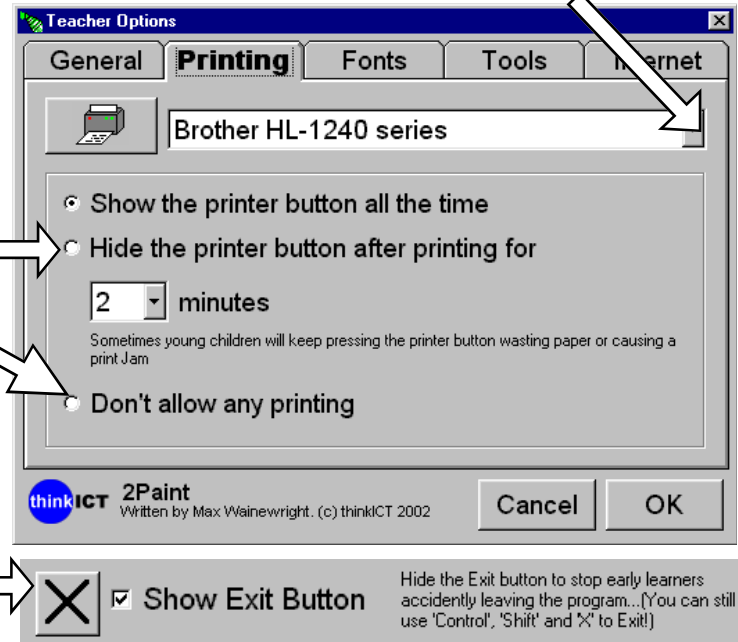 Teacher Options
General Printing Fonts Tools Internet
Brother HL-1240 series
Show the printer button all the time
Hide the printer button after printing for
2 minutes
Sometimes young children will keep pressing the printer button wasting paper or causing a
print Jam
Don't allow any printing
thinkICT 2Paint
Written by Max Wainewright. (c) thinkICT 2002
Cancel OK
Show Exit Button
Hide the Exit button to stop early learners
accidently leaving the program...(You can still
use 'Control', 'Shift' and 'X' to Exit!)